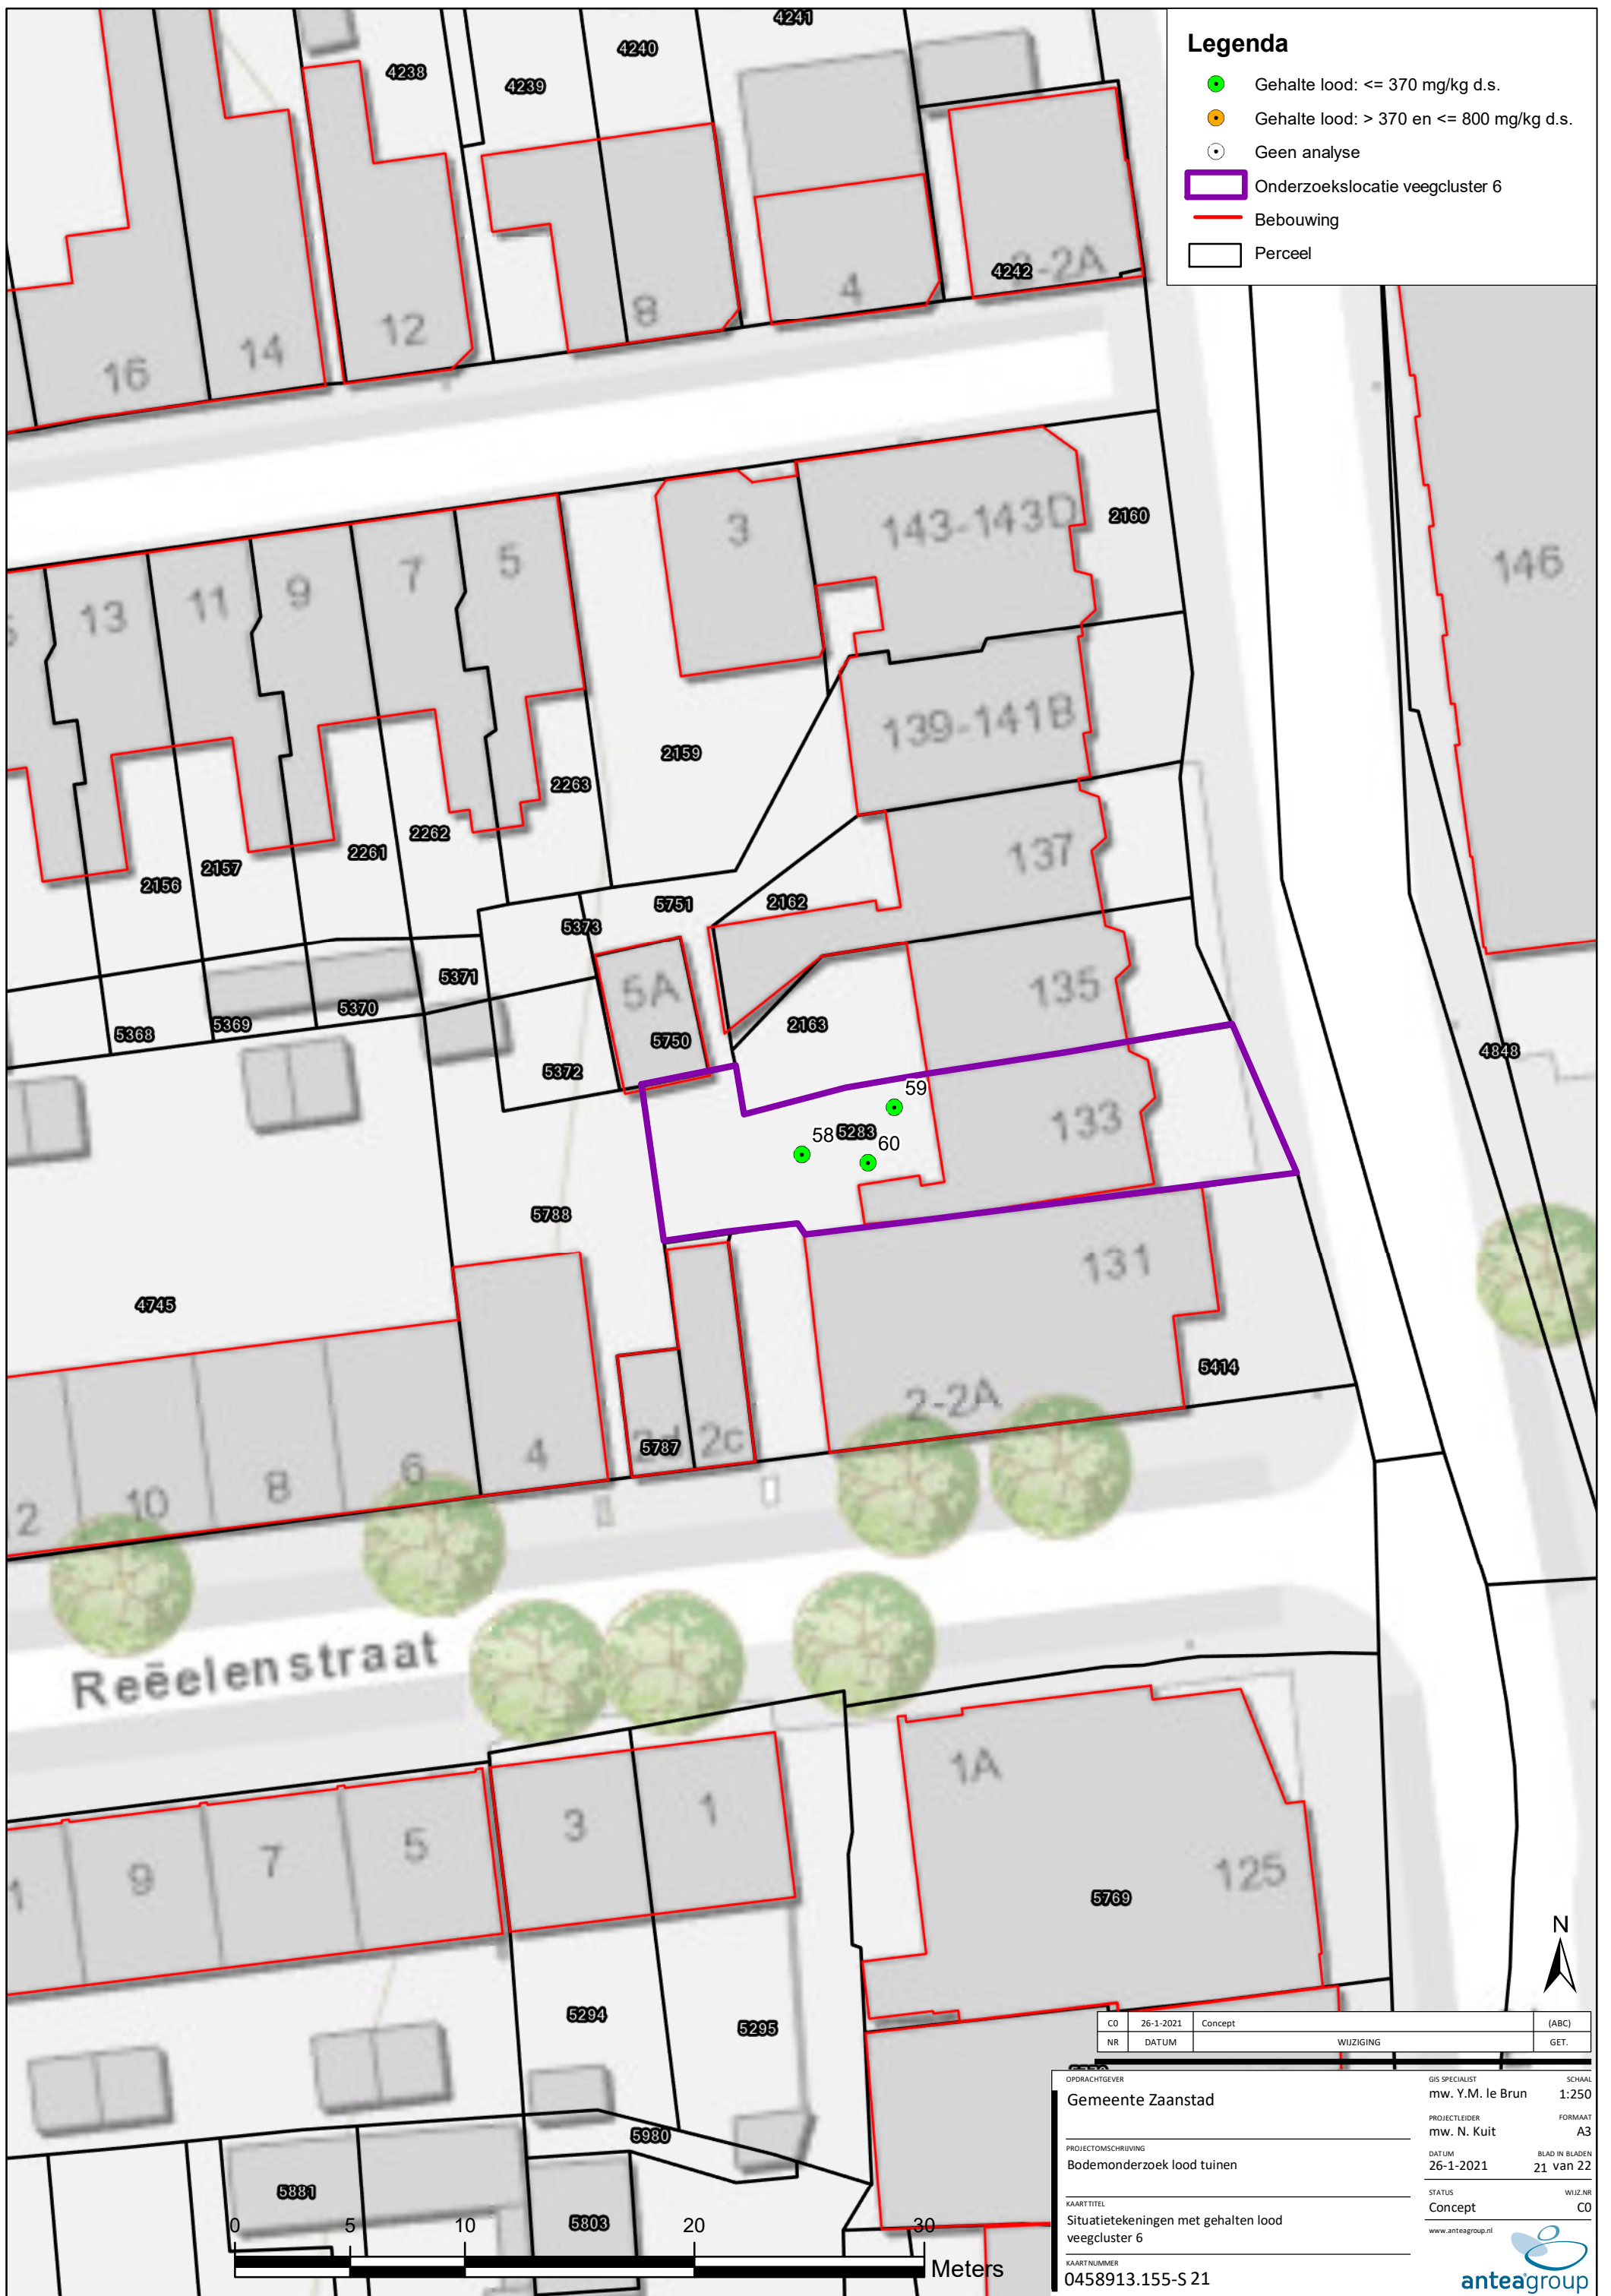 4241
4240
4238
4239
Legenda
Gehalte lood: <= 370 mg/kg d.s.
Gehalte lood: > 370 en <= 800 mg/kg d.s.
Geen analyse
Onderzoekslocatie veegcluster 6
Bebouwing
Perceel
2-2A
4242
4
8
12
14
16
143-143D
2160
3
146
5
7
9
11
13
139-141B
2159
2263
2262
2261
2157
2156
137
2162
5751
5373
5371
5370
5369
5368
5A
5750
5372
135
2163
4848
59
58
5283
60
133
5788
131
4745
5414
2-2A
5787
2c
4
6
8
10
2
Reëelenstraat
1A
125
5769
1
3
5
7
9
1
5294
5295
N
5980
5881
5803
0 5 10 20 30
Meters
C0 26-1-2021 Concept (ABC)
NR DATUM WIJZIGING GET.
OPDRACHTGEVER
Gemeente Zaanstad
GIS SPECIALIST SCHAAL
mw. Y.M. le Brun 1:250
PROJECTLEIDER FORMAAT
mw. N. Kuit A3
PROJECTOMSCHRIJVING
Bodemonderzoek lood tuinen
DATUM BLAD IN BLADEN
26-1-2021 21 van 22
STATUS WIJZ.NR
Concept C0
KAARTTITEL
Situatietekeningen met gehalten lood
veegcluster 6
www.anteagroup.nl
KAARTNUMMER
0458913.155-S 21
anteagroup